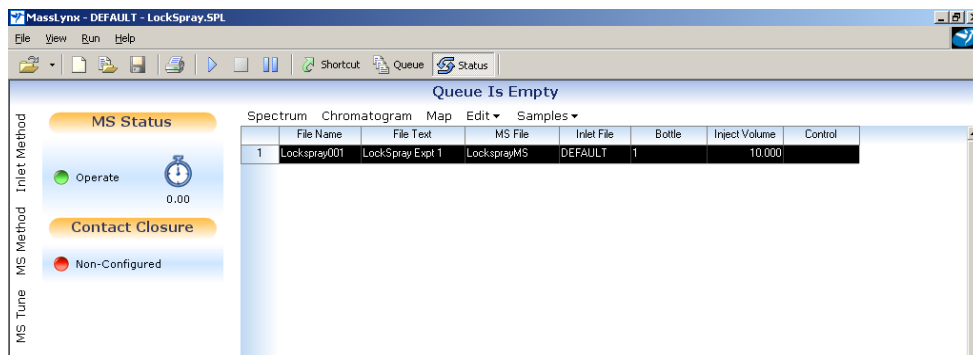 MassLynx - DEFAULT - LockSpray.SPL
File View Run Help
Shortcut Queue Status
Queue Is Empty
Inlet Method
MS Method
MS Tune
MS Status
Operate
0.00
Contact Closure
Non-Configured
Spectrum Chromatogram Map Edit Samples
File Name File Text MS File Inlet File Bottle Inject Volume Control
1 Lockspray001 LockSpray Expt 1 LocksprayMS DEFAULT 1 10.000